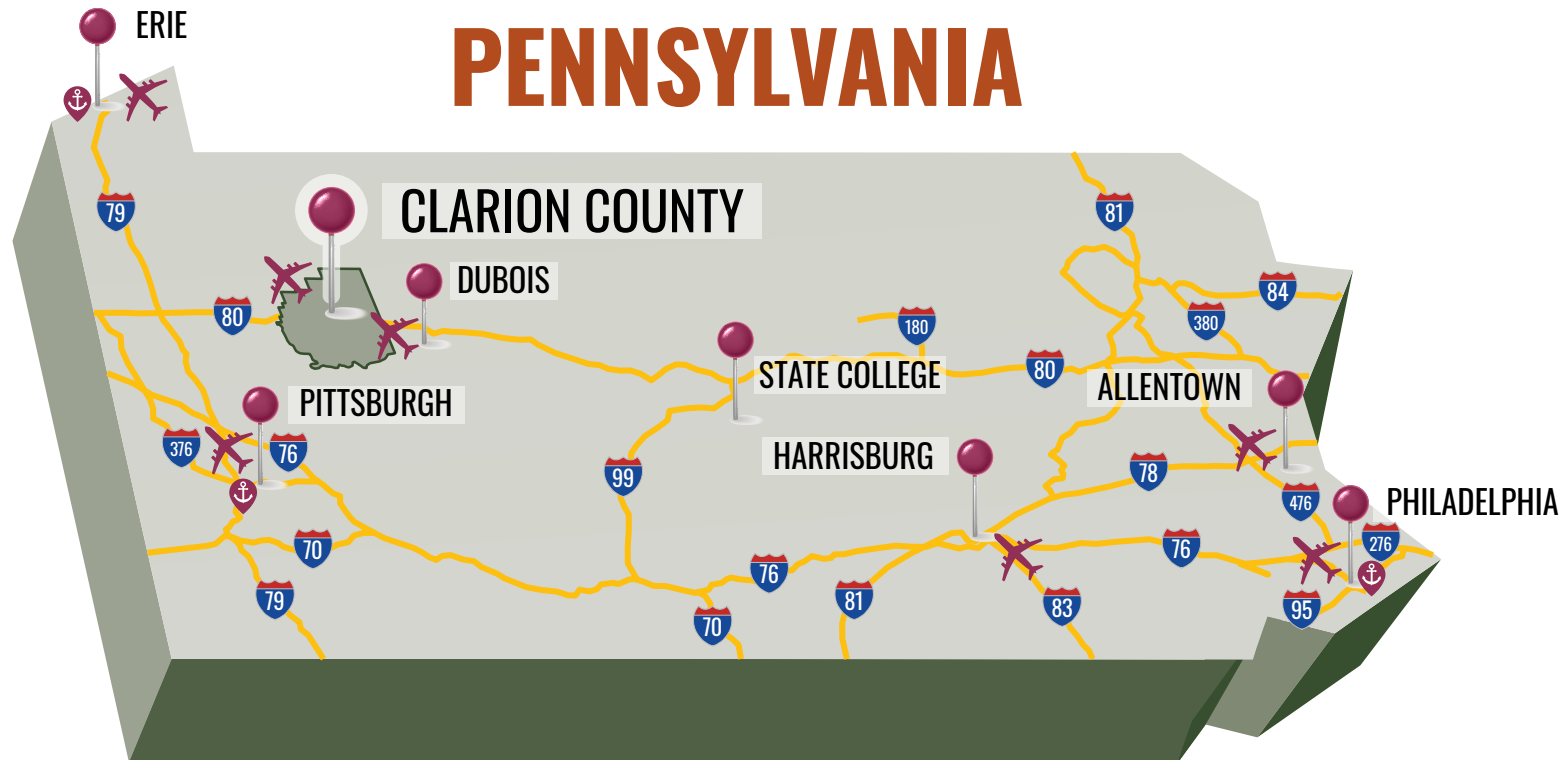 ERIE
PENNSYLVANIA
79
CLARION COUNTY
81
DUBOIS
84
80
180
380
STATE COLLEGE
80
ALLENTOWN
PITTSBURGH
376
76
HARRISBURG
99
78
476
PHILADELPHIA
70
76
276
76
79
81
83
95
70